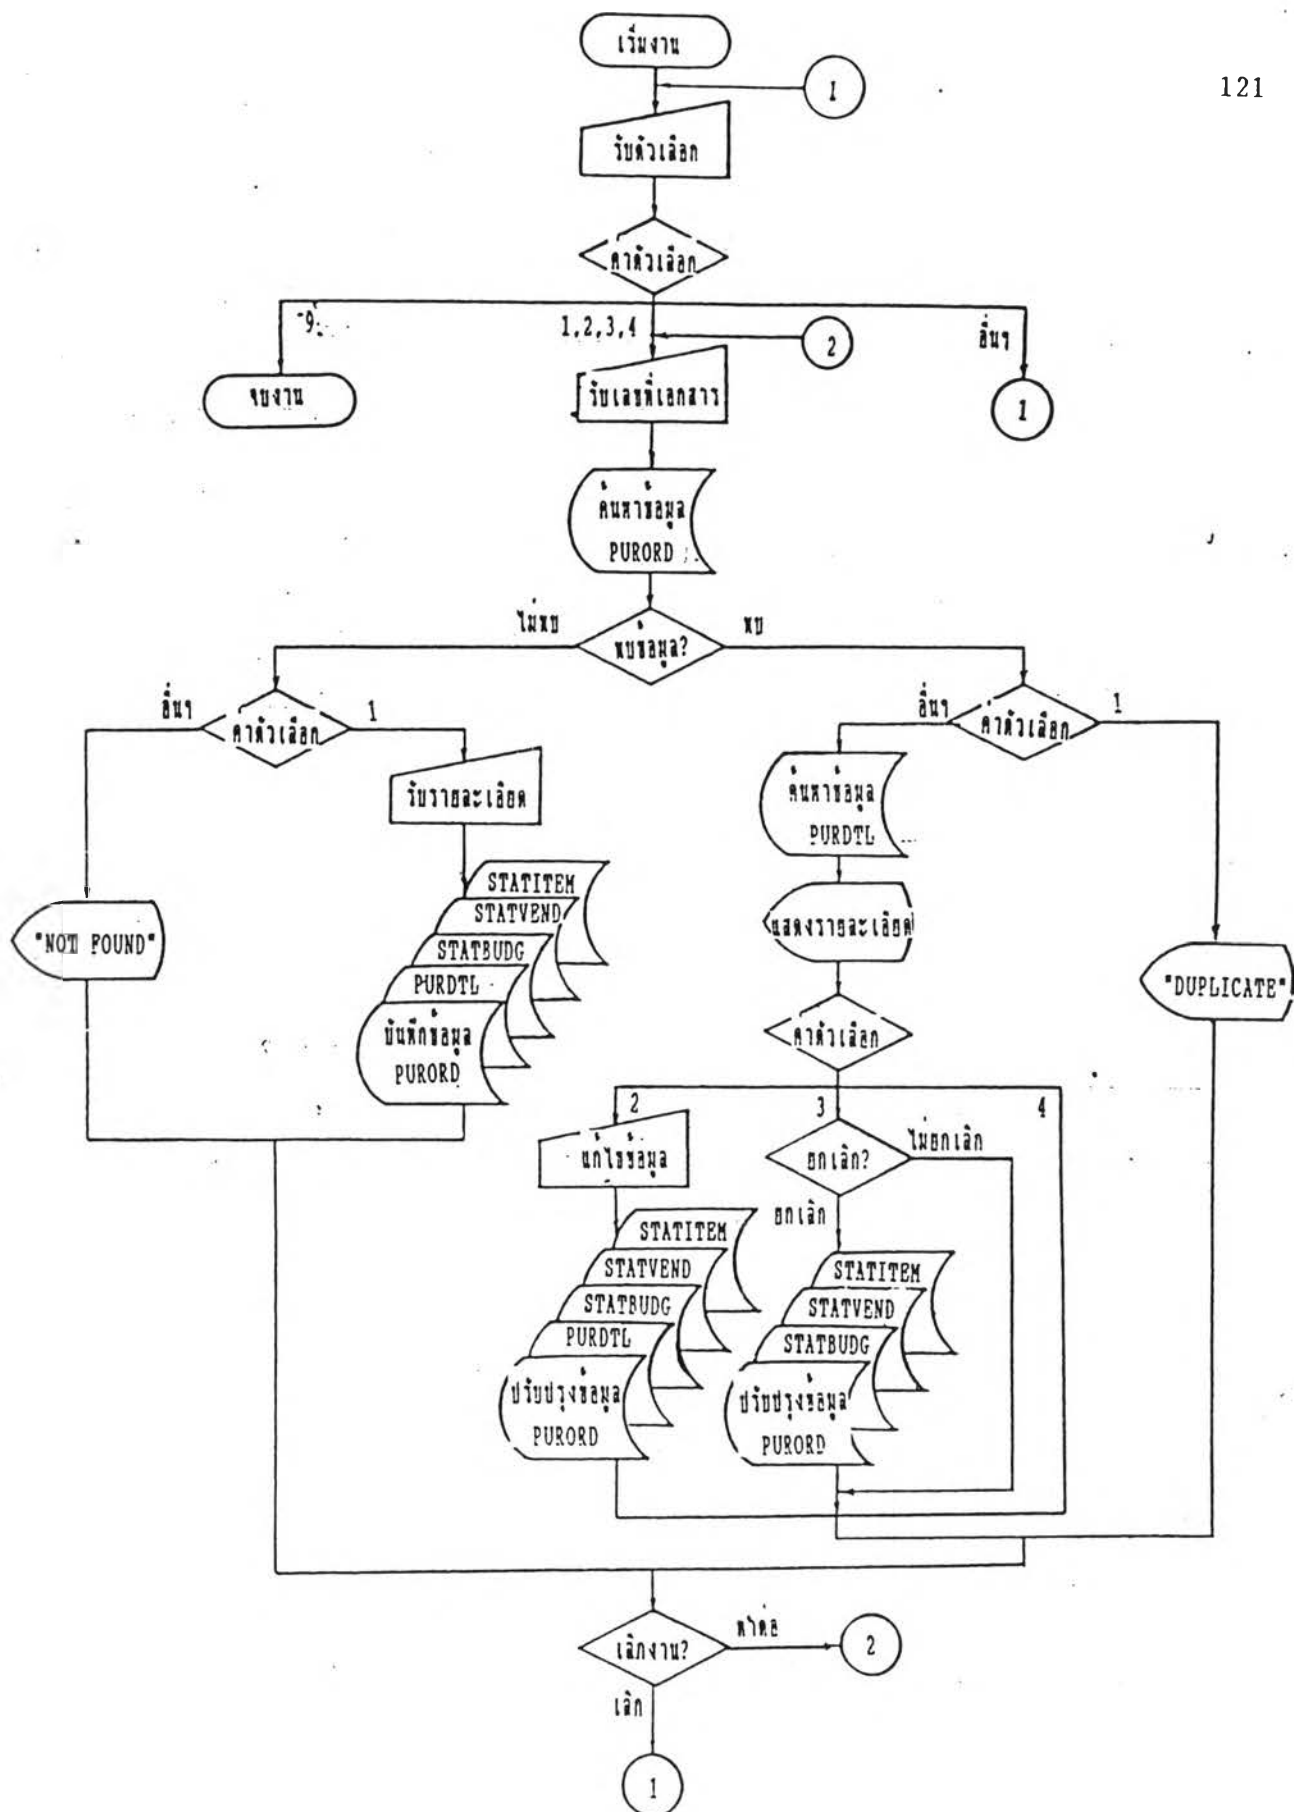 เริ่มงาน
1
121
รับตัวเลือก
ค่าตัวเลือก
9
1,2,3,4
2
อื่นๆ
จบงาน
รับเลขที่เอกสาร
1
ค้นหาข้อมูล
PURORD
ไม่พบ
พบข้อมูล?
พบ
อื่นๆ
ค่าตัวเลือก
1
อื่นๆ
ค่าตัวเลือก
1
รับรายละเอียด
ค้นหาข้อมูล
PURDTL
STATITEM
STATVEND
STATBUDG
PURDTL
บันทึกข้อมูล
PURORD
"NOT FOUND"
แสดงรายละเอียด
"DUPLICATE"
ค่าตัวเลือก
2
3
4
แก้ไขข้อมูล
ยกเลิก?
ไม่ยกเลิก
ยกเลิก
STATITEM
STATVEND
STATBUDG
PURDTL
ปรับปรุงข้อมูล
PURORD
STATITEM
STATVEND
STATBUDG
ปรับปรุงข้อมูล
PURORD
เลิกงาน?
ทำต่อ
2
เลิก
1